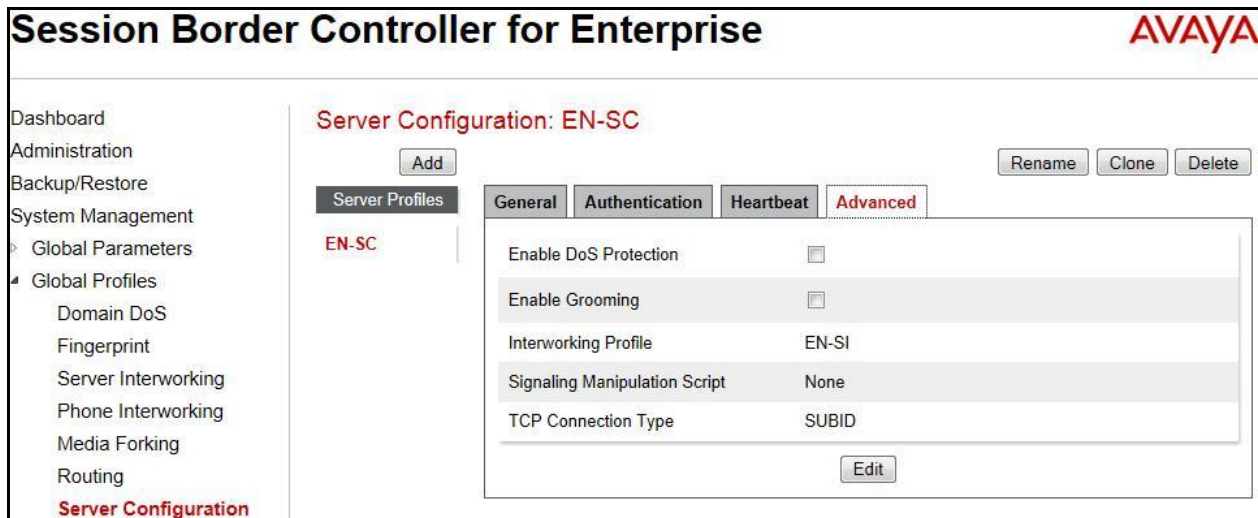 Session Border Controller for Enterprise
AVAYA
Dashboard
Administration
Backup/Restore
System Management
Global Parameters
Global Profiles
Domain DoS
Fingerprint
Server Interworking
Phone Interworking
Media Forking
Routing
Server Configuration
Server Configuration: EN-SC
Add
Rename Clone Delete
Server Profiles
EN-SC
General Authentication Heartbeat Advanced
Enable DoS Protection
Enable Grooming
Interworking Profile EN-SI
Signaling Manipulation Script None
TCP Connection Type SUBID
Edit